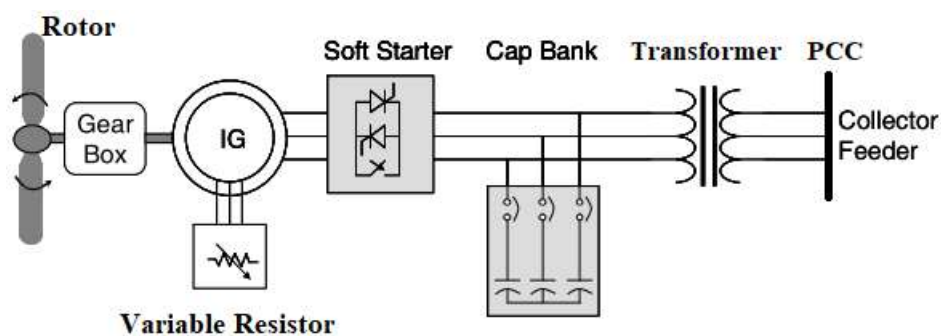 Rotor
Soft Starter
Cap Bank
Transformer
PCC
Gear
Box
IG
Collector
Feeder
Variable Resistor